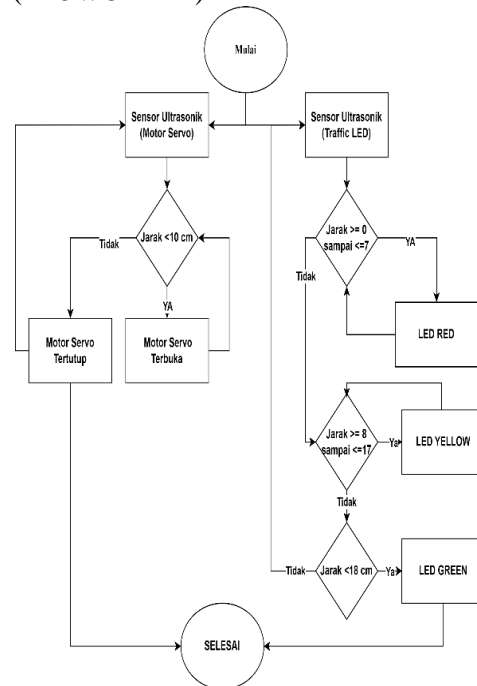 Mulai
Sensor Ultrasonik
(Motor Servo)
Sensor Ultrasonik
(Traffic LED)
Jarak <10 cm
Tidak
YA
Motor Servo
Tertutup
Motor Servo
Terbuka
Jarak >= 0
sampai <=7
YA
Tidak
LED RED
Jarak >= 8
sampai <=17
Ya
LED YELLOW
Tidak
Jarak <18 cm
Tidak
Ya
LED GREEN
SELESAI